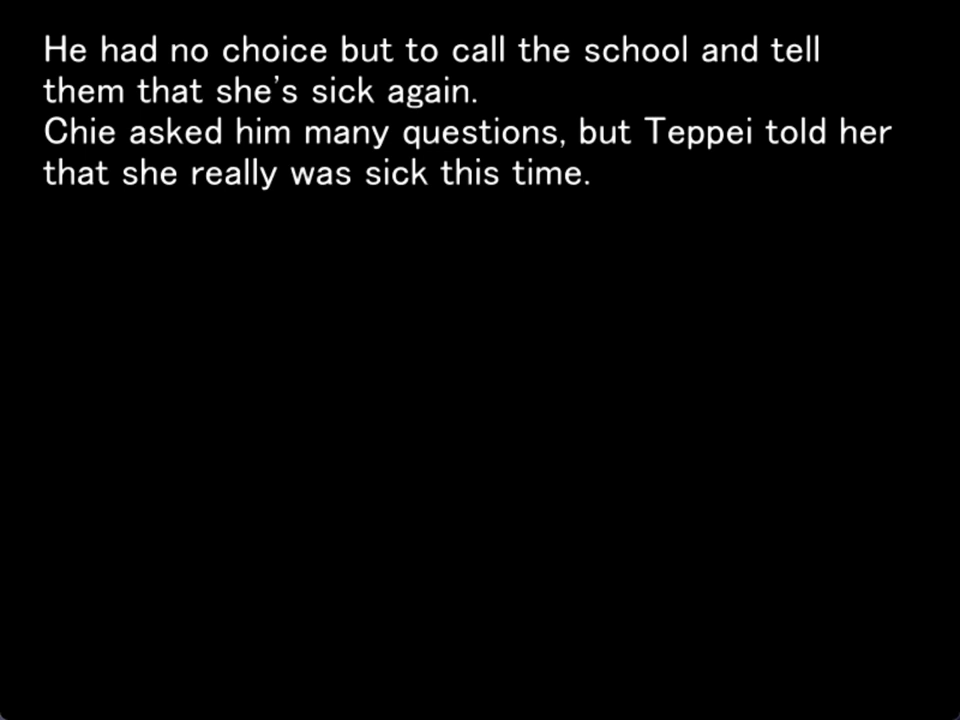 He had no choice but to call the school and tell
them that she's sick again.
Chie asked him many questions, but Teppei told her
that she really was sick this time.